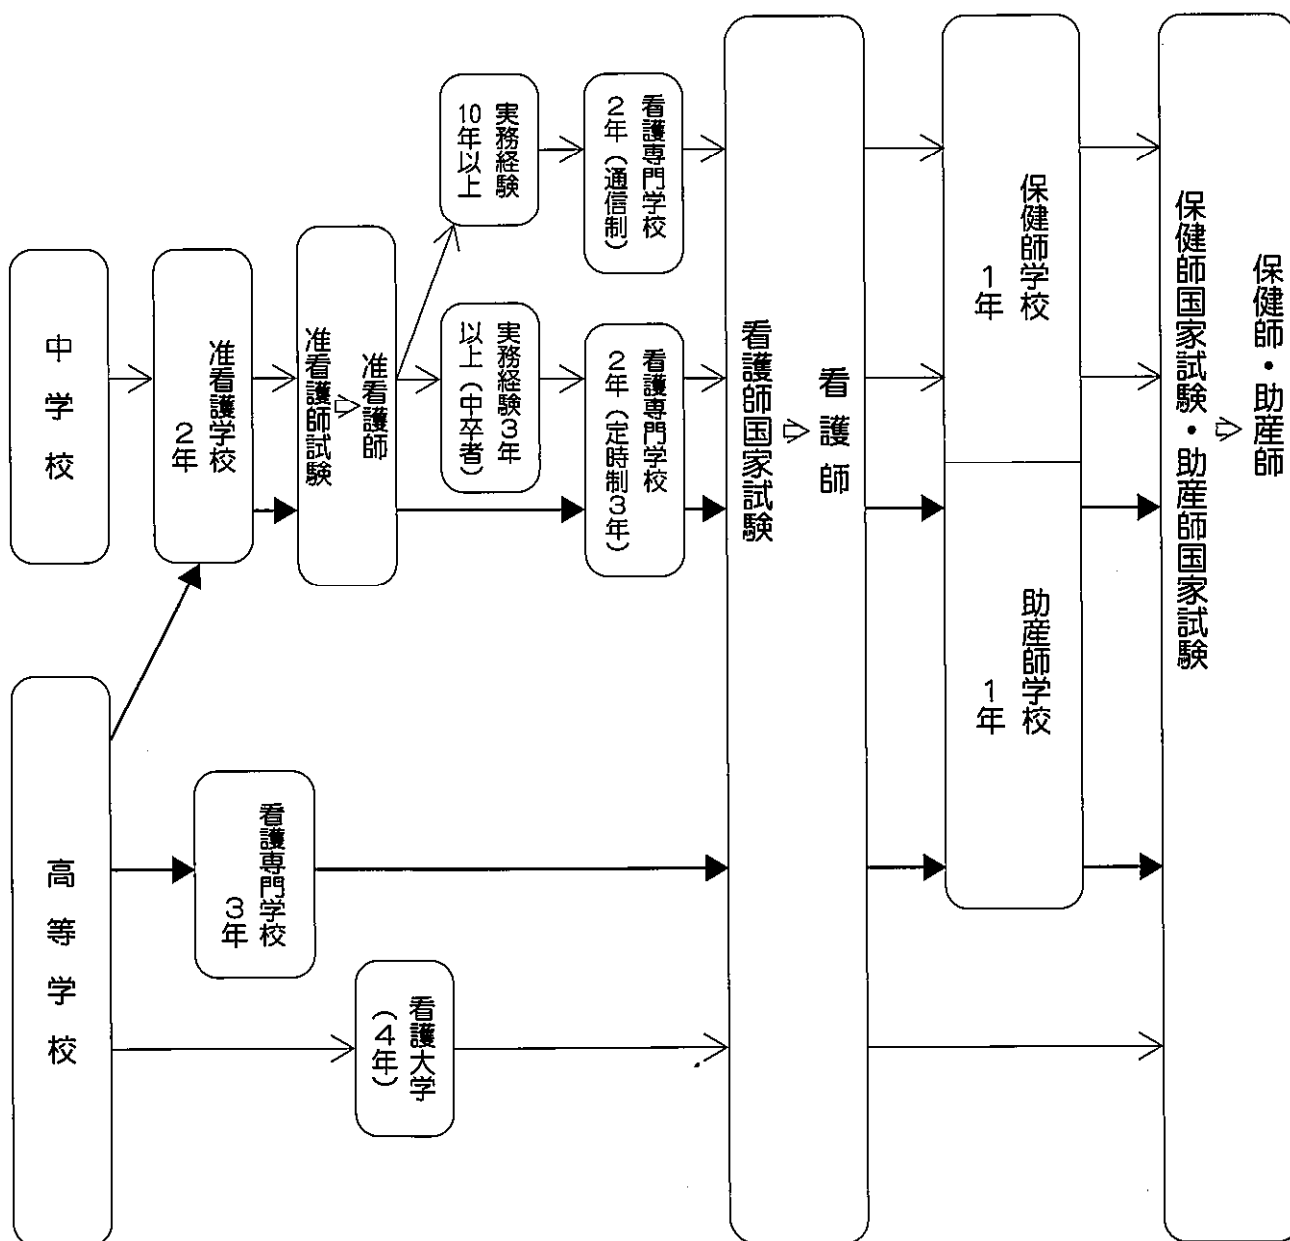 中学校
准看護学校
2年
准看護師試験
⇨
准看護師
実務経験
10年以上
実務経験3年
以上（中卒者）
看護専門学校
2年（通信制）
看護専門学校
2年（定時制3年）
高等学校
看護専門学校
3年
看護大学
（4年）
看護師国家試験
⇨
看護師
保健師学校
1年
助産師学校
1年
保健師国家試験・助産師国家試験
⇨
保健師・助産師